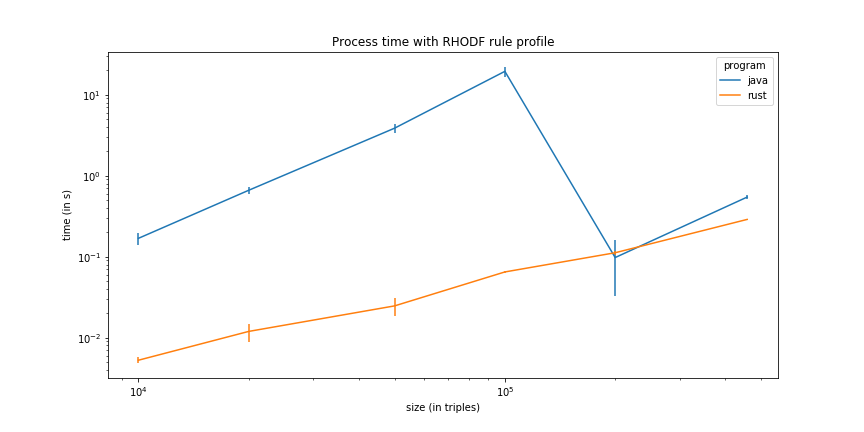 Process time with RHODF rule profile
program
java
rust
10¹
10⁰
10⁻¹
10⁻²
time (in s)
10⁴
10⁵
size (in triples)